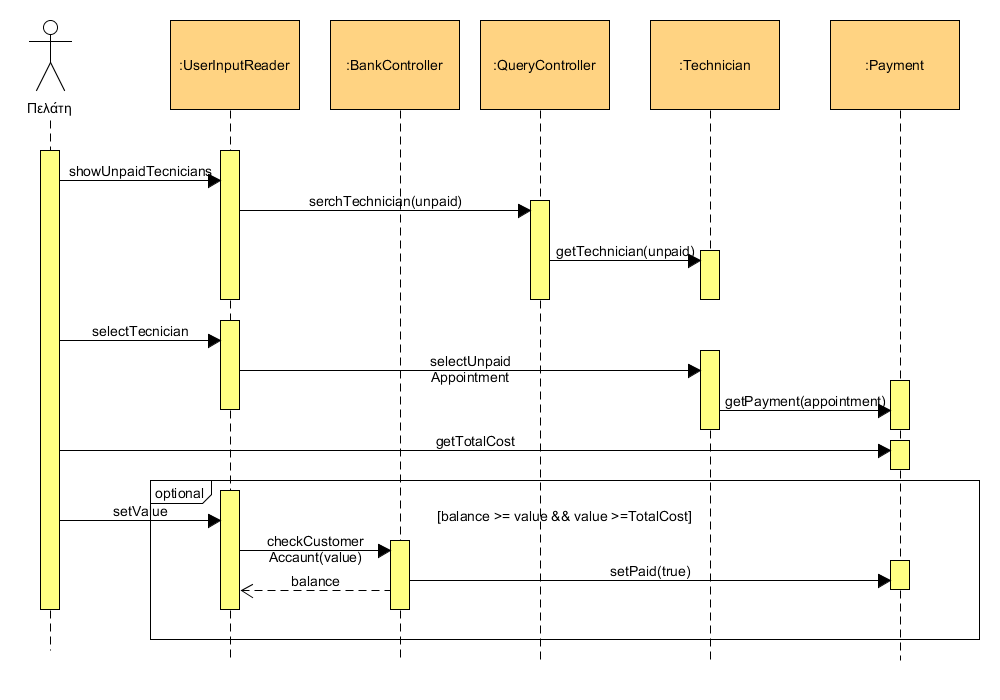 :UserInputReader
:BankController
:QueryController
:Technician
:Payment
Πελάτη
showUnpaidTecnicians
serchTechnician(unpaid)
getTechnician(unpaid)
selectTecnician
selectUnpaid
Appointment
getPayment(appointment)
getTotalCost
optional
setValue
[balance >= value && value >=TotalCost]
checkCustomer
Accaunt(value)
setPaid(true)
balance